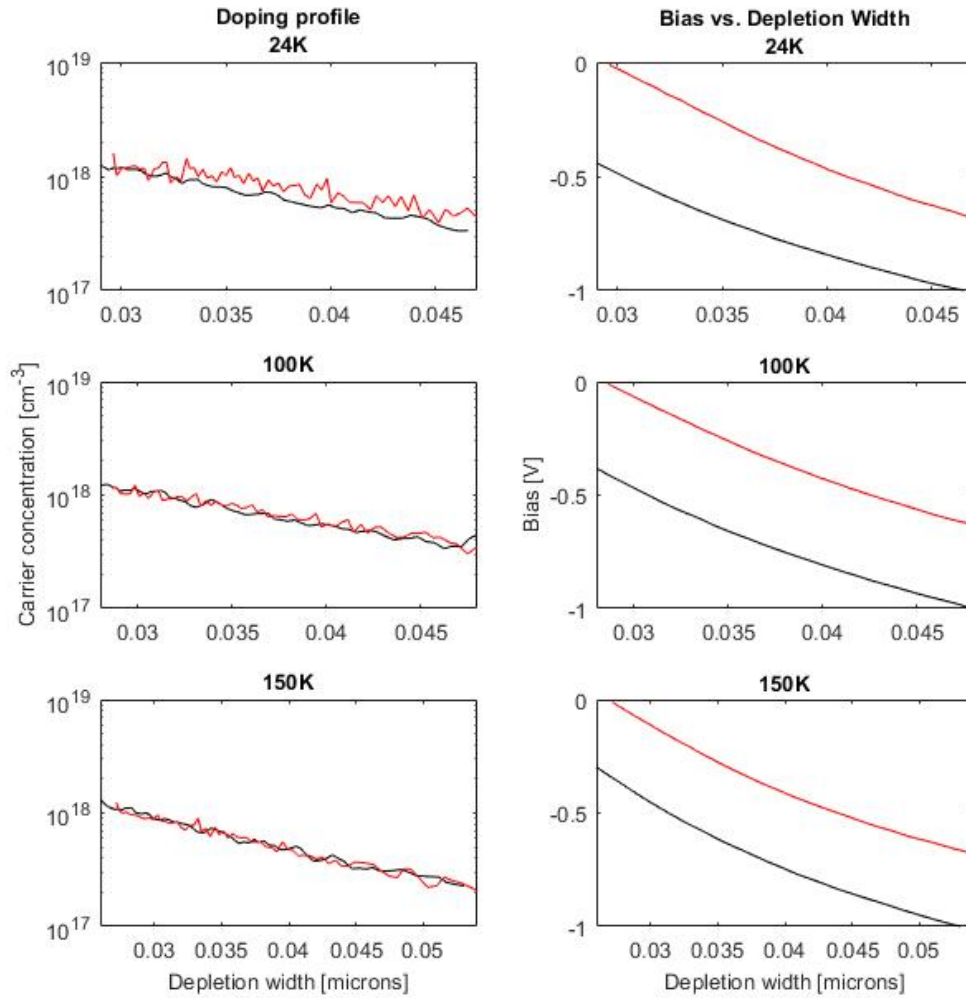 Doping profile
24K
10^19
10^18
10^17
0.03 0.035 0.04 0.045
Bias vs. Depletion Width
24K
0
-0.5
-1
0.03 0.035 0.04 0.045
Carrier concentration [cm^-3]
100K
10^19
10^18
10^17
0.03 0.035 0.04 0.045
Bias [V]
100K
0
-0.5
-1
0.03 0.035 0.04 0.045
150K
10^19
10^18
10^17
0.03 0.035 0.04 0.045 0.05
Depletion width [microns]
150K
0
-0.5
-1
0.03 0.035 0.04 0.045 0.05
Depletion width [microns]